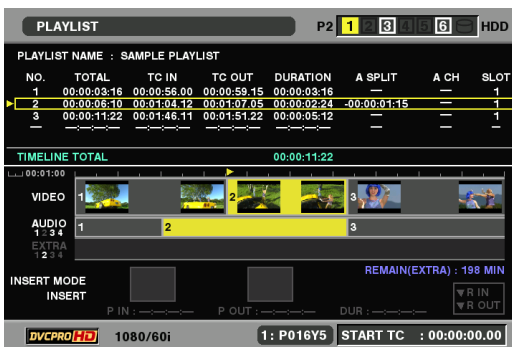 PLAYLIST P2 1 2 3 4 5 6 HDD
PLAYLIST NAME : SAMPLE PLAYLIST
NO. TOTAL TC IN TC OUT DURATION A SPLIT A CH SLOT
1 00:00:03:16 00:00:56.00 00:00:59.15 00:00:03:16 — — 1
2 00:00:06:10 00:01:04.12 00:01:07.05 00:00:02:24 -00:00:01:15 — 1
3 00:00:11:22 00:01:46.11 00:01:51.22 00:00:05:12 — — 1
— —:—:—:— —:—:—:— —:—:—:— —:—:—:— — — —
TIMELINE TOTAL 00:00:11:22
00:01:00
VIDEO 1 2 3
AUDIO 1 2 3
1 2 3 4
EXTRA
1 2 3 4
REMAIN(EXTRA) : 198 MIN
INSERT MODE
INSERT
▼R IN
▼R OUT
P IN : —:—:—:— P OUT : —:—:—:— DUR : —:—:—:—
DVCPRO HD 1080/60i 1: P016Y5 START TC : 00:00:00.00